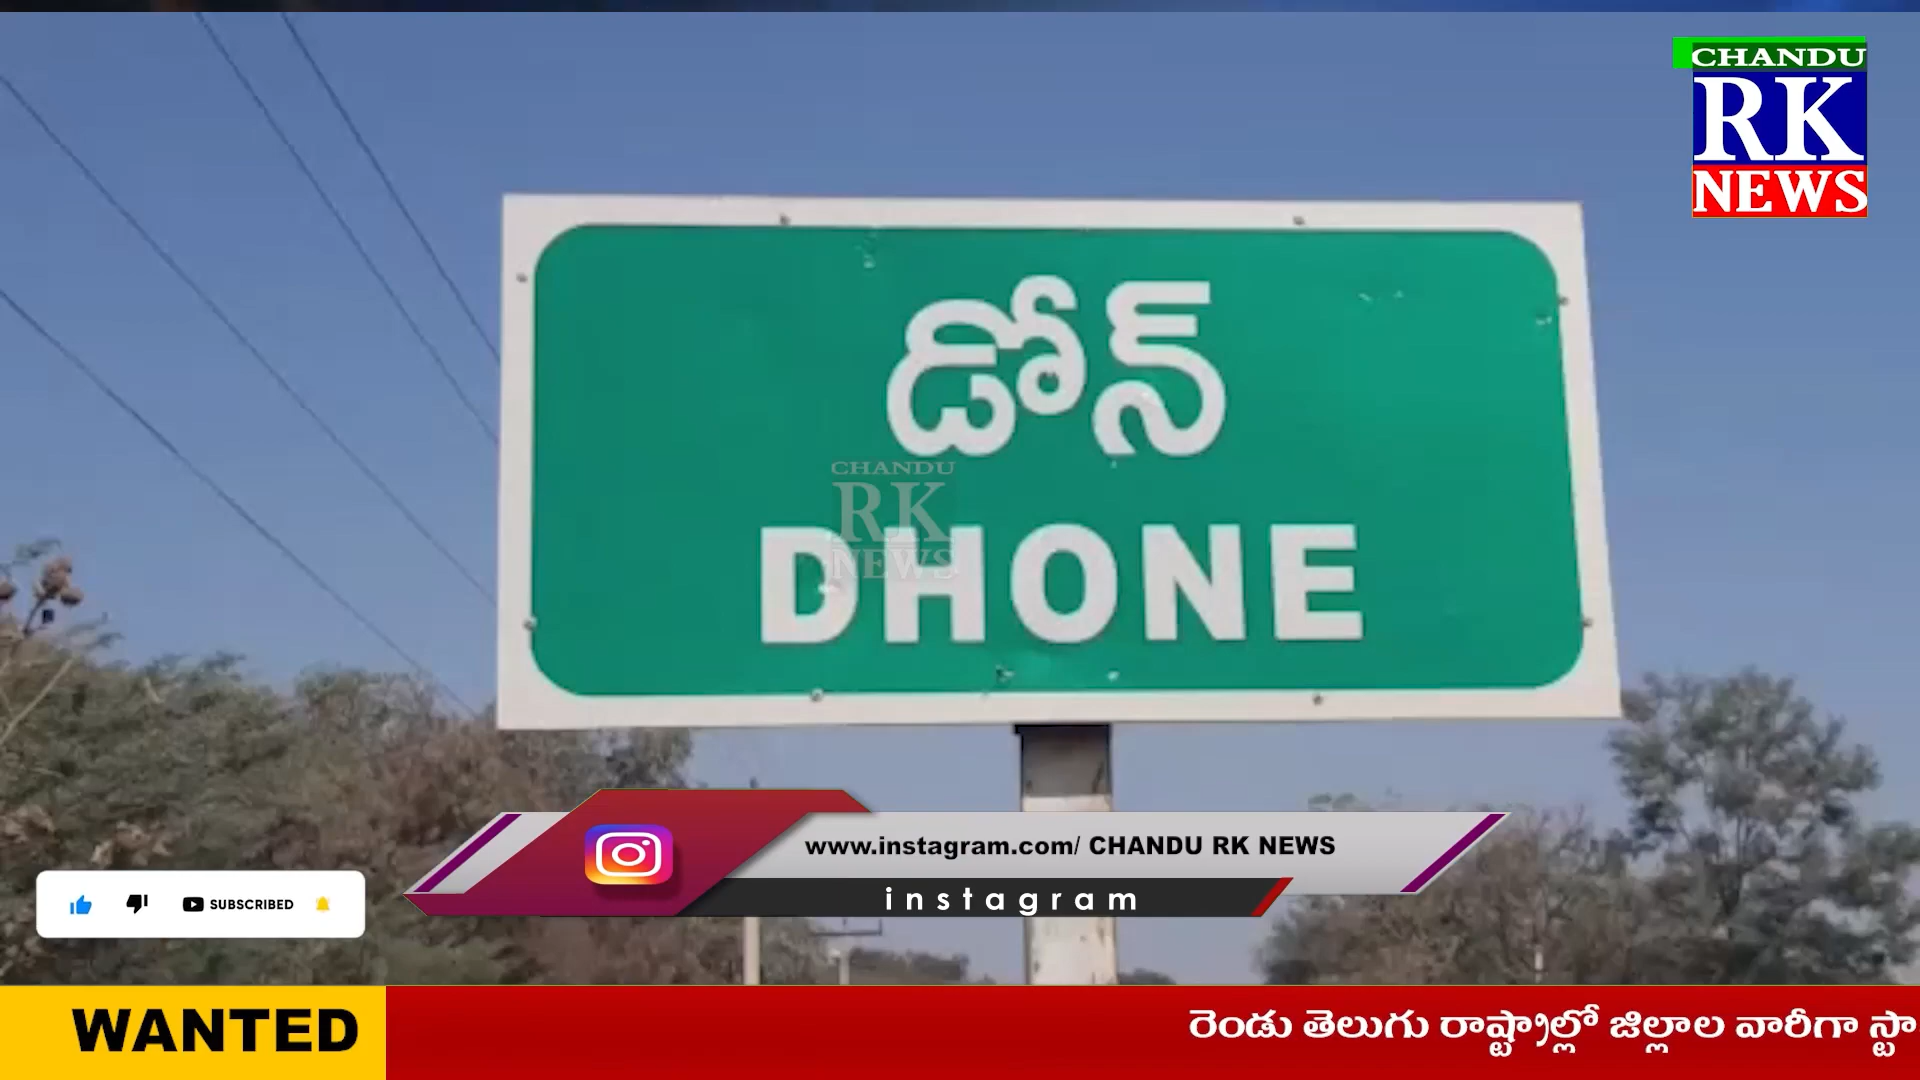 CHANDU
RK
NEWS
డోన్
DHONE
CHANDU
RK
NEWS
www.instagram.com/ CHANDU RK NEWS
instagram
SUBSCRIBED
WANTED
రెండు తెలుగు రాష్ట్రాల్లో జిల్లాల వారీగా